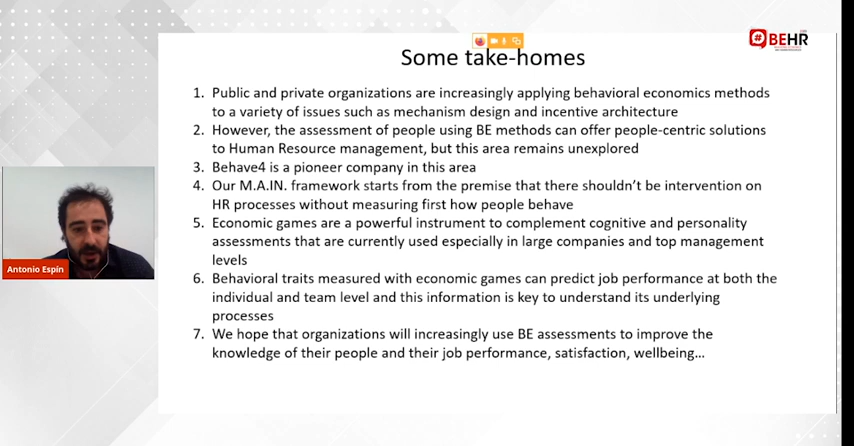 #BEHR
Some take-homes
1. Public and private organizations are increasingly applying behavioral economics methods
to a variety of issues such as mechanism design and incentive architecture
2. However, the assessment of people using BE methods can offer people-centric solutions
to Human Resource management, but this area remains unexplored
3. Behave4 is a pioneer company in this area
4. Our M.A.IN. framework starts from the premise that there shouldn't be intervention on
HR processes without measuring first how people behave
5. Economic games are a powerful instrument to complement cognitive and personality
assessments that are currently used especially in large companies and top management
levels
6. Behavioral traits measured with economic games can predict job performance at both the
individual and team level and this information is key to understand its underlying
processes
7. We hope that organizations will increasingly use BE assessments to improve the
knowledge of their people and their job performance, satisfaction, wellbeing...
Antonio Espín